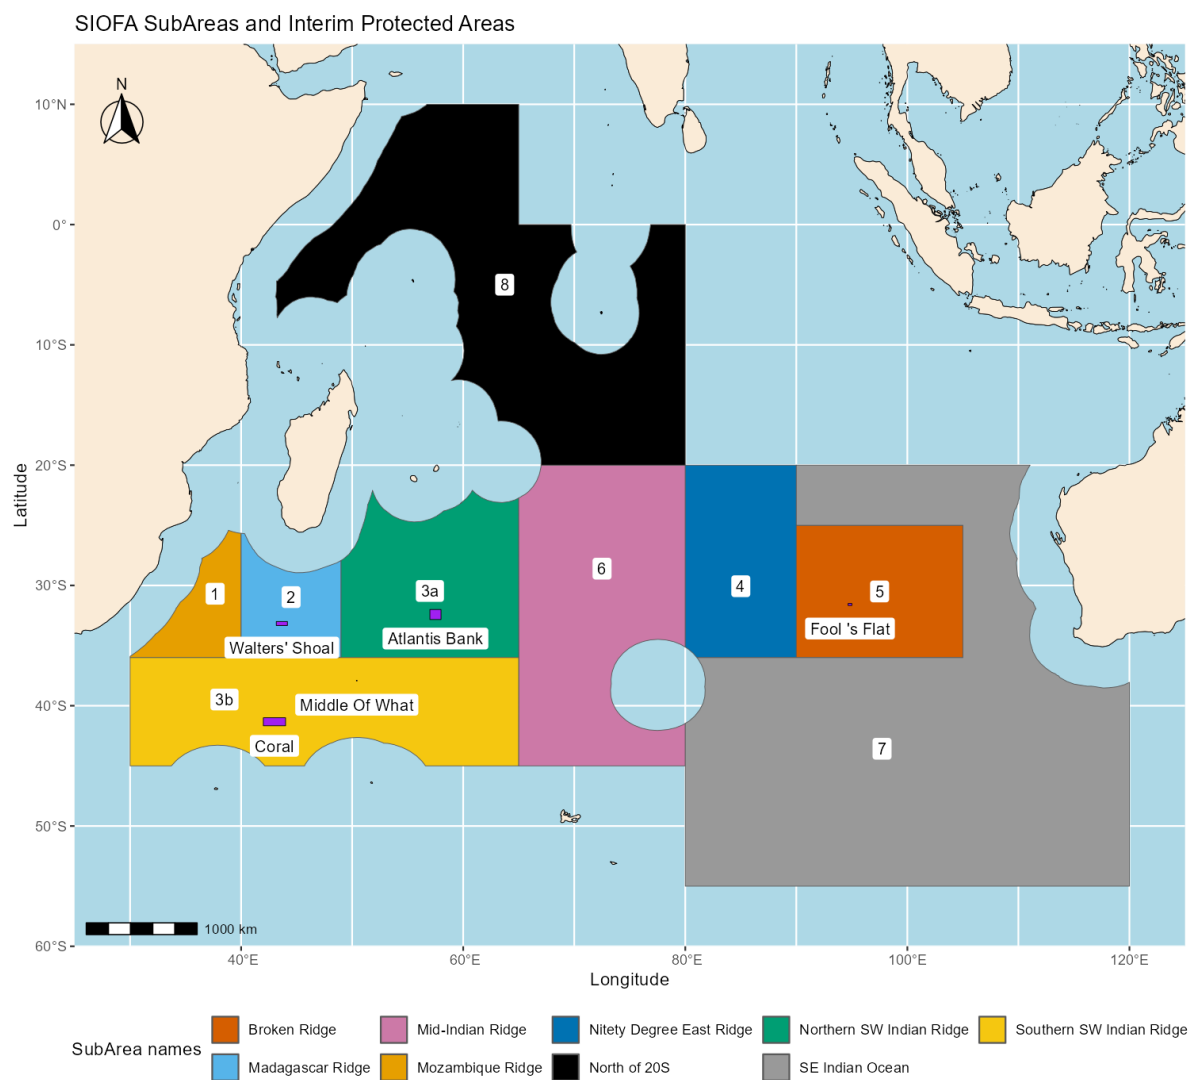 SIOFA SubAreas and Interim Protected Areas
N
10°N
0°
10°S
20°S
30°S
40°S
50°S
60°S
Latitude
8
6
3a
1
2
4
5
Atlantis Bank
Fool 's Flat
Walters' Shoal
3b
Middle Of What
Coral
7
1000 km
40°E
60°E
80°E
100°E
120°E
Longitude
SubArea names
Broken Ridge
Mid-Indian Ridge
Nitety Degree East Ridge
Northern SW Indian Ridge
Southern SW Indian Ridge
Madagascar Ridge
Mozambique Ridge
North of 20S
SE Indian Ocean